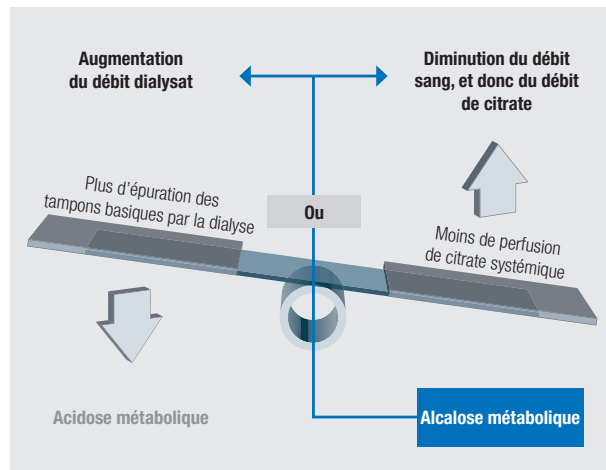 Augmentation
du débit dialysat
Diminution du débit
sang, et donc du débit
de citrate
Plus d'épuration des
tampons basiques par la dialyse
Ou
Moins de perfusion
de citrate systémique
Acidose métabolique
Alcalose métabolique